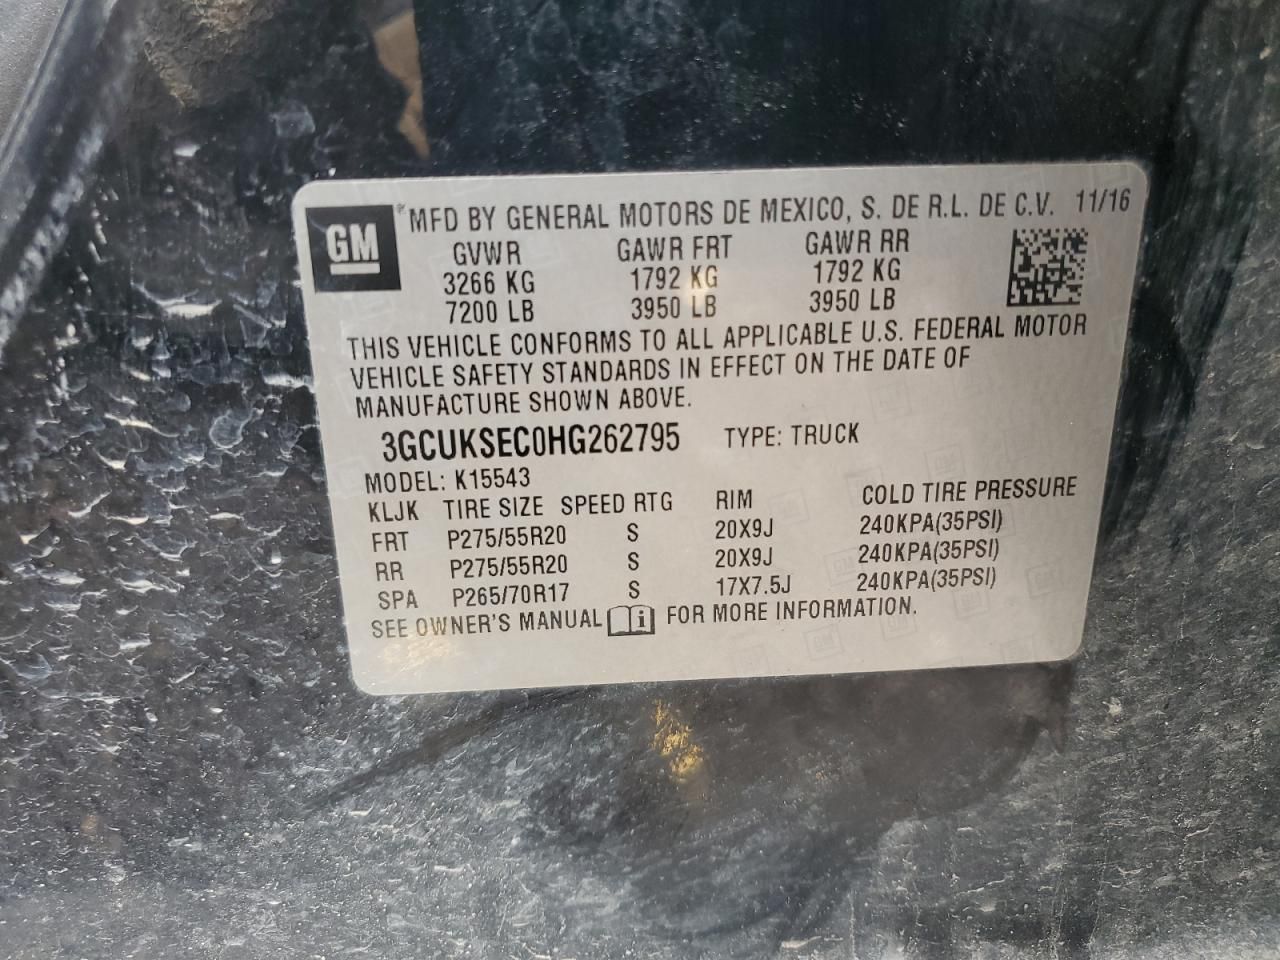 GM
® MFD BY GENERAL MOTORS DE MEXICO, S. DE R.L. DE C.V. 11/16
GVWR GAWR FRT GAWR RR
3266 KG 1792 KG 1792 KG
7200 LB 3950 LB 3950 LB
THIS VEHICLE CONFORMS TO ALL APPLICABLE U.S. FEDERAL MOTOR
VEHICLE SAFETY STANDARDS IN EFFECT ON THE DATE OF
MANUFACTURE SHOWN ABOVE.
3GCUKSEC0HG262795 TYPE: TRUCK
MODEL: K15543
KLJK TIRE SIZE SPEED RTG RIM COLD TIRE PRESSURE
FRT P275/55R20 S 20X9J 240KPA(35PSI)
RR P275/55R20 S 20X9J 240KPA(35PSI)
SPA P265/70R17 S 17X7.5J 240KPA(35PSI)
SEE OWNER'S MANUAL i FOR MORE INFORMATION.